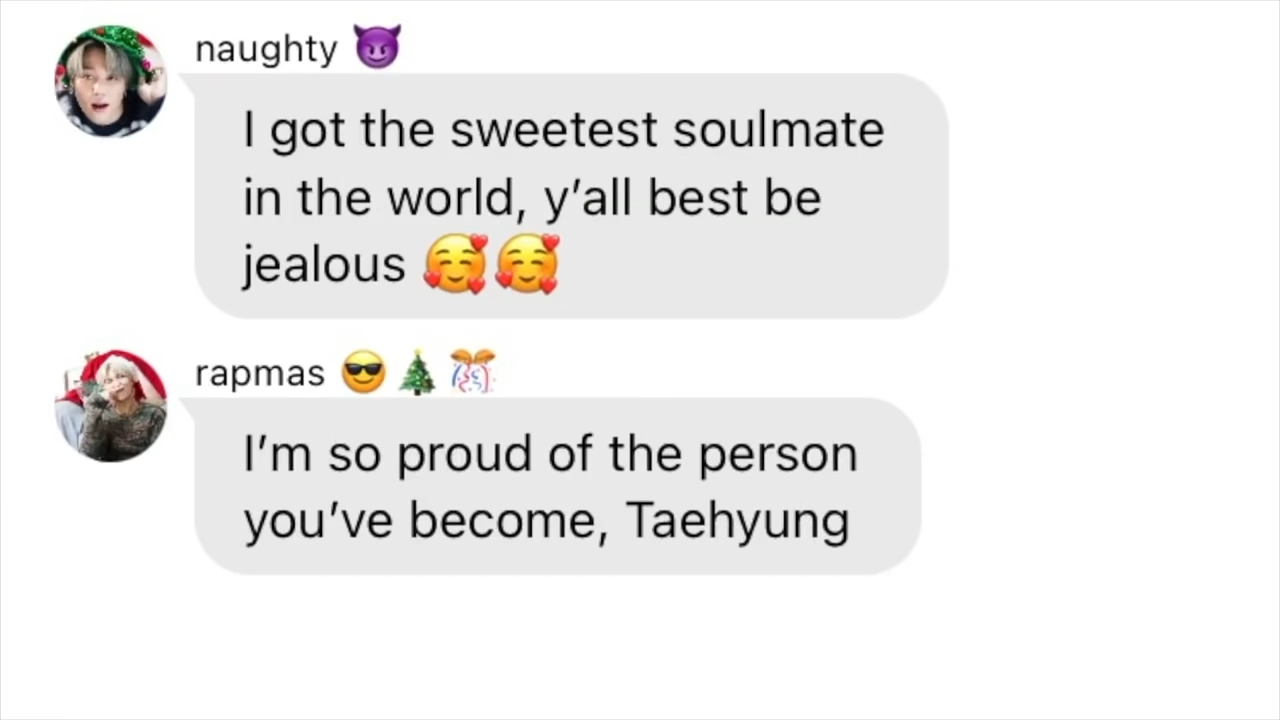 naughty 😈
I got the sweetest soulmate
in the world, y’all best be
jealous 🥰🥰
rapmas 😎🎄🎊
I’m so proud of the person
you’ve become, Taehyung